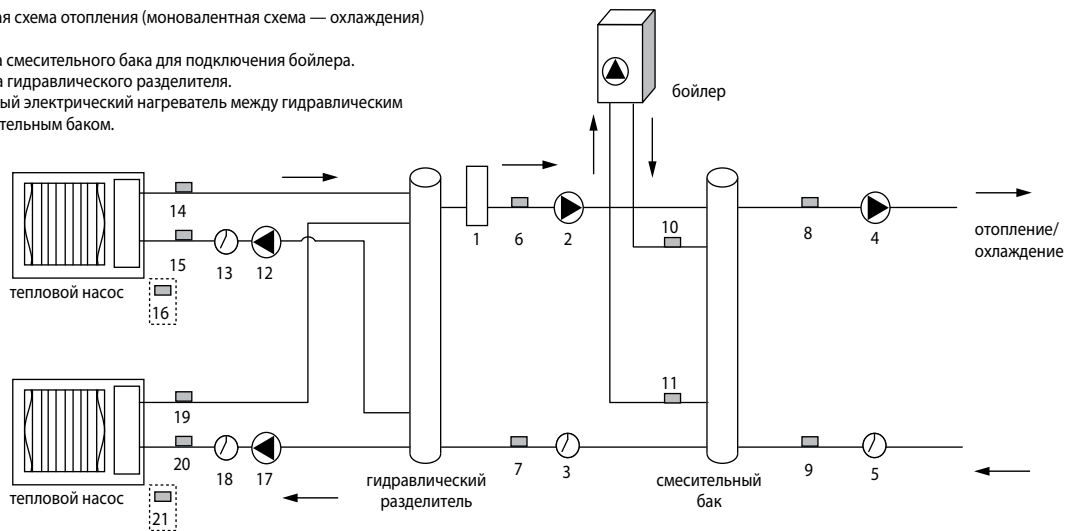 ая схема отопления (моновалентная схема — охлаждения)
а смесительного бака для подключения бойлера.
а гидравлического разделителя.
ый электрический нагреватель между гидравлическим
тельным баком.
бойлер
14
15
13
12
тепловой насос
16
1
6
2
10
8
4
отопление/
охлаждение
11
19
20
18
17
тепловой насос
21
гидравлический
разделитель
7
3
смесительный
бак
9
5